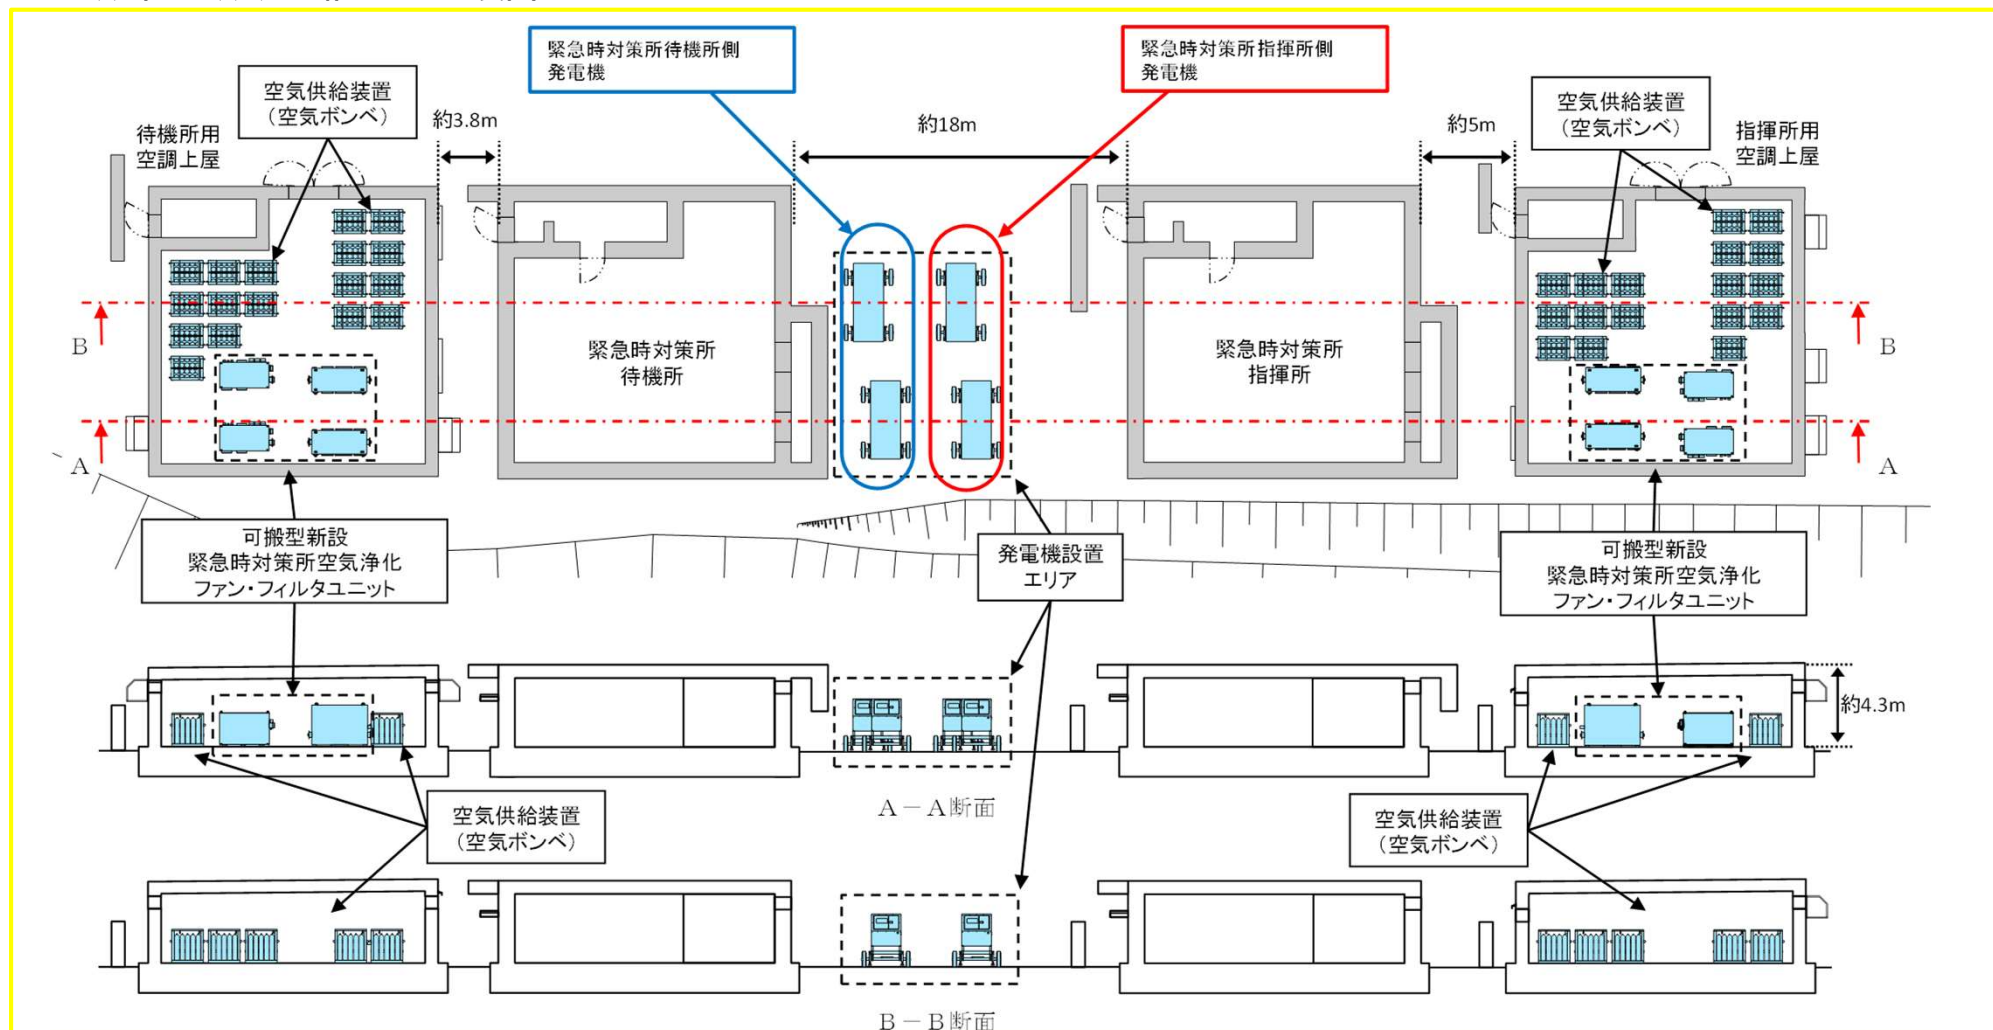 緊急時対策所待機所側
発電機
緊急時対策所指揮所側
発電機
空気供給装置
（空気ボンベ）
空気供給装置
（空気ボンベ）
待機所用
空調上屋
約3.8m
約18m
約5m
指揮所用
空調上屋
B
B
緊急時対策所
待機所
緊急時対策所
指揮所
A
A
可搬型新設
緊急時対策所空気浄化
ファン・フィルタユニット
発電機設置
エリア
可搬型新設
緊急時対策所空気浄化
ファン・フィルタユニット
約4.3m
A－A断面
空気供給装置
（空気ボンベ）
空気供給装置
（空気ボンベ）
B－B断面